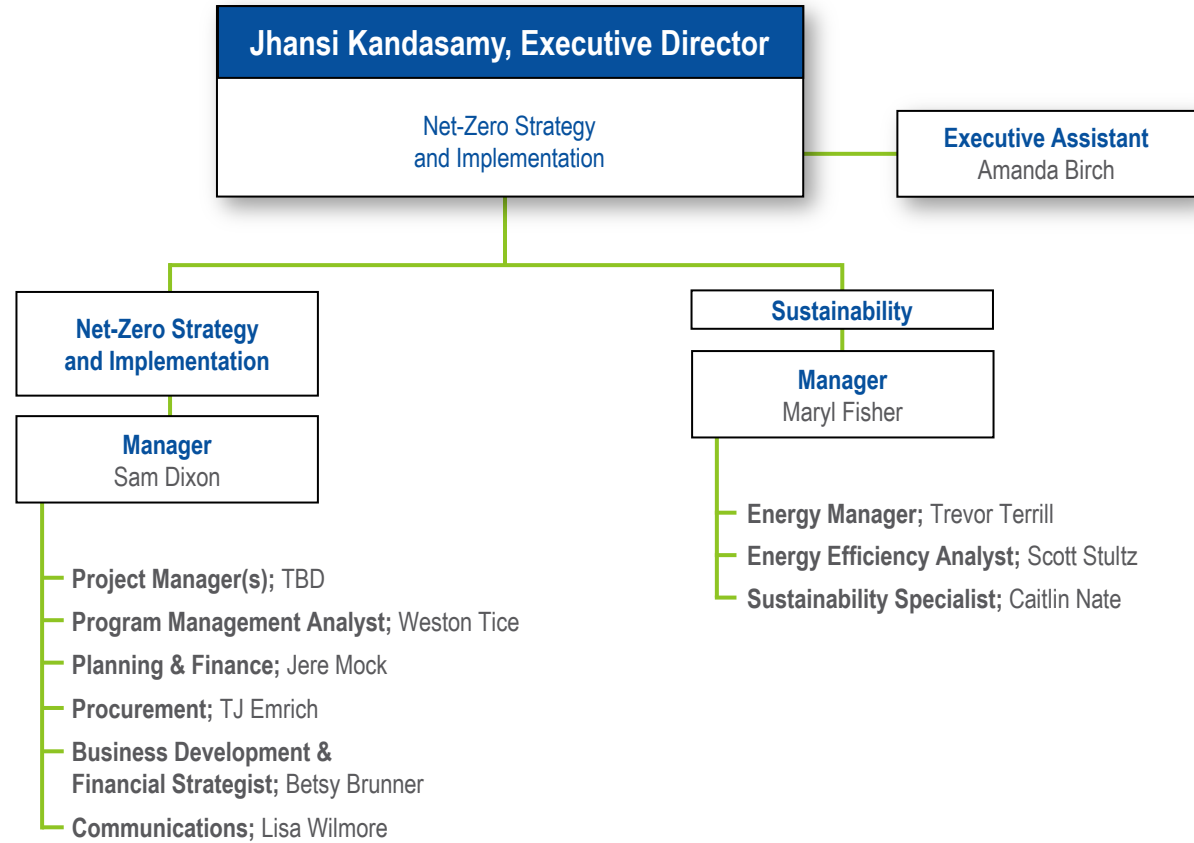 Jhansi Kandasamy, Executive Director
Net-Zero Strategy
and Implementation
Executive Assistant
Amanda Birch
Net-Zero Strategy
and Implementation
Manager
Sam Dixon
Project Manager(s); TBD
Program Management Analyst; Weston Tice
Planning & Finance; Jere Mock
Procurement; TJ Emrich
Business Development &
Financial Strategist; Betsy Brunner
Communications; Lisa Wilmore
Sustainability
Manager
Maryl Fisher
Energy Manager; Trevor Terrill
Energy Efficiency Analyst; Scott Stultz
Sustainability Specialist; Caitlin Nate